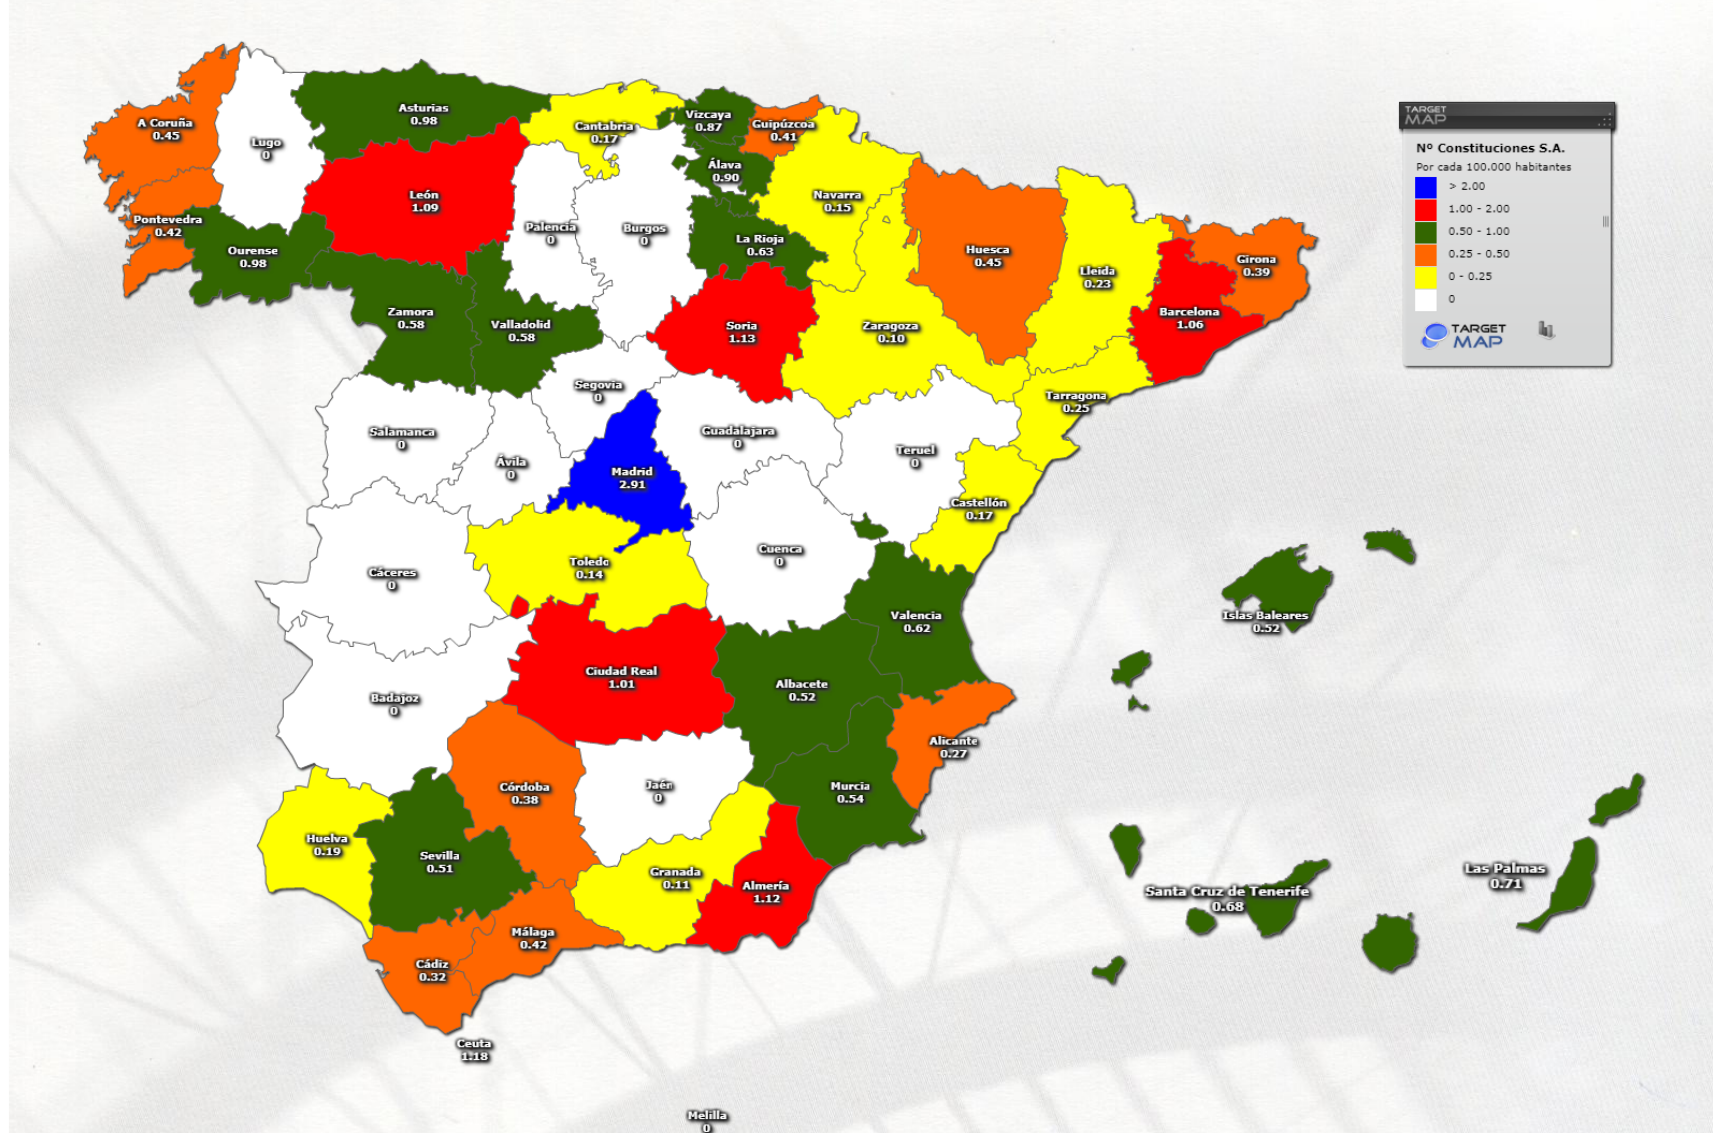 TARGET
MAP
Nº Constituciones S.A.
Por cada 100.000 habitantes
> 2.00
1.00 - 2.00
0.50 - 1.00
0.25 - 0.50
0 - 0.25
0
TARGET
MAP
Asturias
0.98
A Coruña
0.45
Lugo
0
Cantabria
0.17
Vizcaya
0.87
Guipúzcoa
0.41
Álava
0.90
León
1.09
Navarra
0.15
Pontevedra
0.42
Ourense
0.98
Palencia
0
Burgos
0
La Rioja
0.63
Huesca
0.45
Lleida
0.23
Girona
0.39
Barcelona
1.06
Zamora
0.58
Valladolid
0.58
Soria
1.13
Zaragoza
0.10
Segovia
0
Tarragona
0.25
Salamanca
0
Ávila
0
Guadalajara
0
Teruel
0
Madrid
2.91
Castellón
0.17
Cáceres
0
Toledo
0.14
Cuenca
0
Valencia
0.62
Islas Baleares
0.52
Badajoz
0
Ciudad Real
1.01
Albacete
0.52
Alicante
0.27
Córdoba
0.38
Jaén
0
Murcia
0.54
Huelva
0.19
Sevilla
0.51
Granada
0.11
Almería
1.12
Las Palmas
0.71
Santa Cruz de Tenerife
0.68
Málaga
0.42
Cádiz
0.32
Ceuta
1.18
Melilla
0